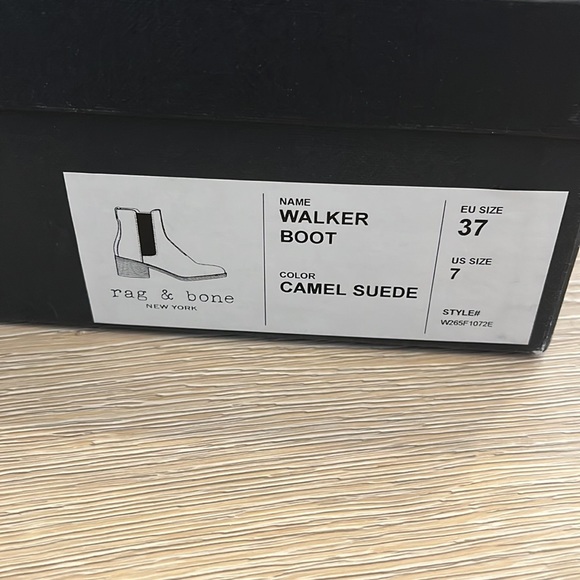 rag & bone
NEW YORK
NAME
WALKER
BOOT
COLOR
CAMEL SUEDE
EU SIZE
37
US SIZE
7
STYLE#
W265F1072E